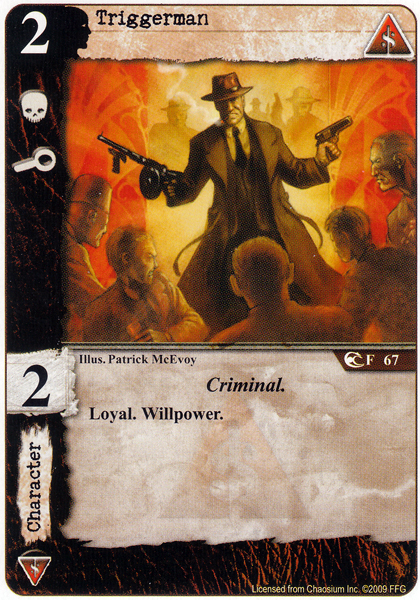 2
Triggerman
Illus. Patrick McEvoy
F 67
2
Criminal.
Loyal. Willpower.
Character
Licensed from Chaosium Inc. ©2009 FFG